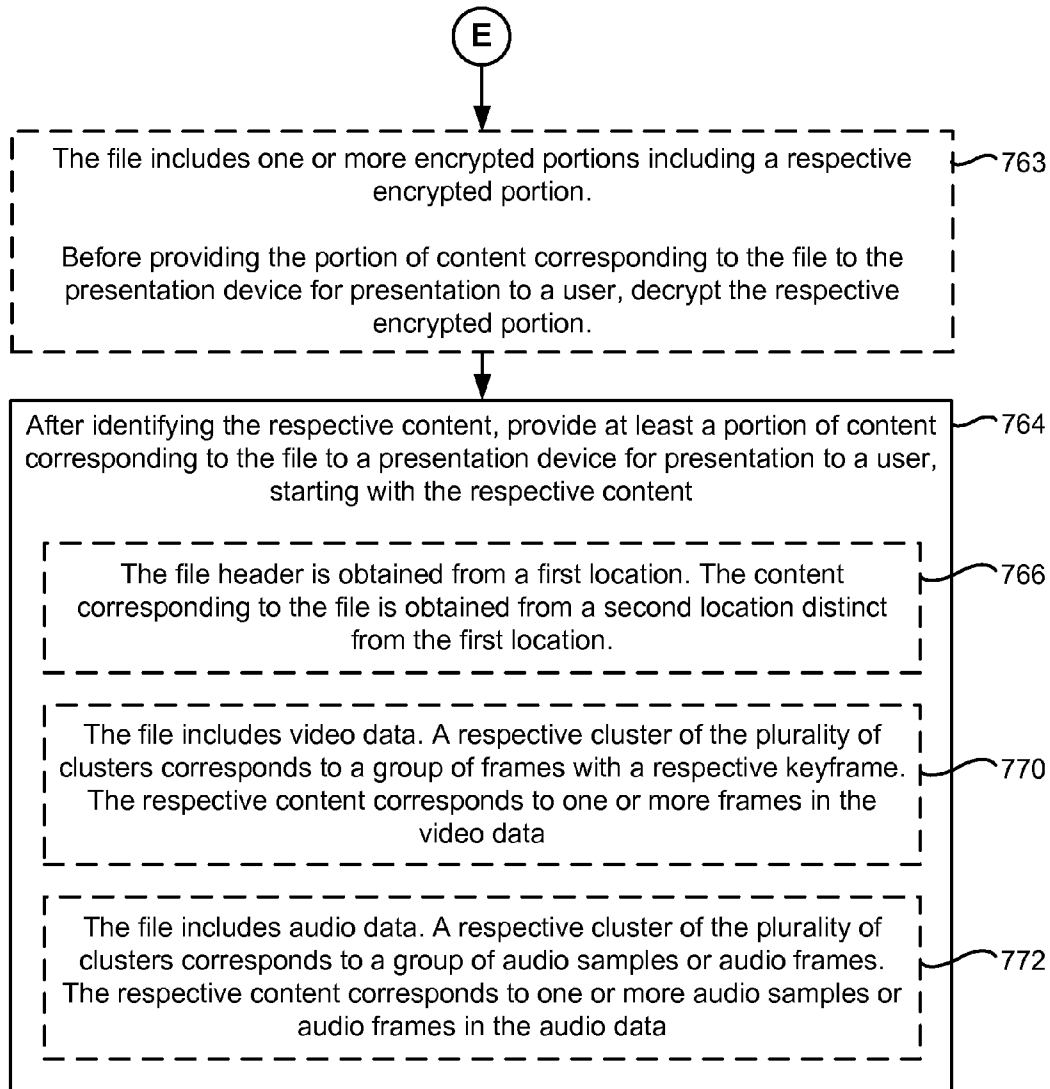 E
The file includes one or more encrypted portions including a respective
encrypted portion.
763
Before providing the portion of content corresponding to the file to the
presentation device for presentation to a user, decrypt the respective
encrypted portion.
After identifying the respective content, provide at least a portion of content
764
corresponding to the file to a presentation device for presentation to a user,
starting with the respective content
The file header is obtained from a first location. The content
766
corresponding to the file is obtained from a second location distinct
from the first location.
The file includes video data. A respective cluster of the plurality of
clusters corresponds to a group of frames with a respective keyframe.
770
The respective content corresponds to one or more frames in the
video data
The file includes audio data. A respective cluster of the plurality of
clusters corresponds to a group of audio samples or audio frames.
772
The respective content corresponds to one or more audio samples or
audio frames in the audio data